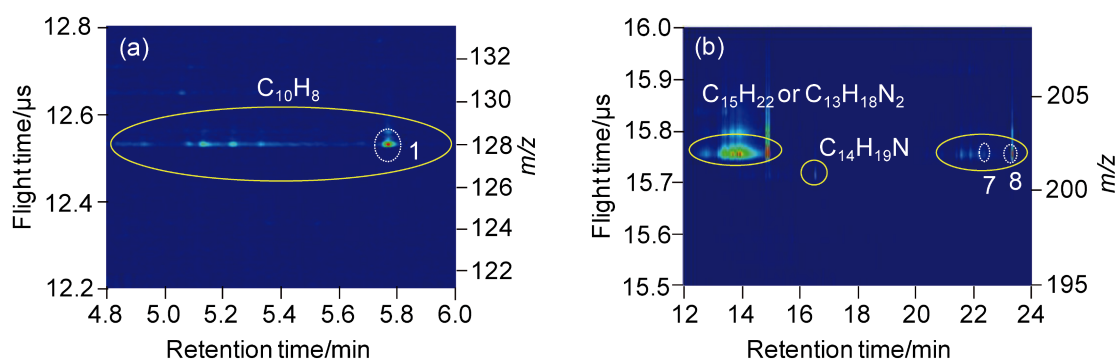 (a)
C₁₀H₈
1
12.8
12.6
12.4
12.2
Flight time/µs
132
130
128
126
124
122
m/z
4.8 5.0 5.2 5.4 5.6 5.8 6.0
Retention time/min
(b)
C₁₅H₂₂ or C₁₃H₁₈N₂
C₁₄H₁₉N
7 8
16.0
15.9
15.8
15.7
15.6
15.5
Flight time/µs
205
200
195
m/z
12 14 16 18 20 22 24
Retention time/min